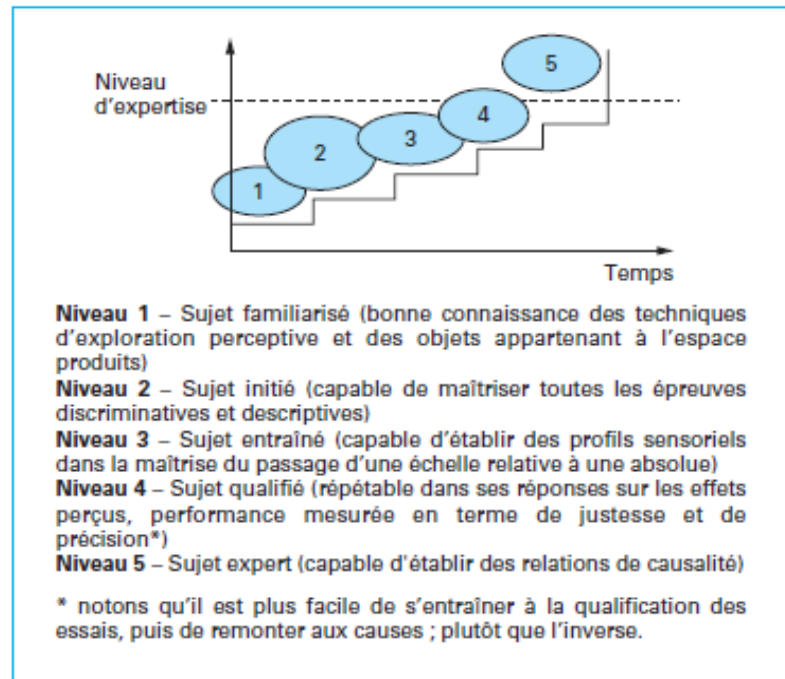 Niveau
d'expertise
5
4
3
2
1
Temps
Niveau 1 – Sujet familiarisé (bonne connaissance des techniques
d'exploration perceptive et des objets appartenant à l'espace
produits)
Niveau 2 – Sujet initié (capable de maîtriser toutes les épreuves
discriminatives et descriptives)
Niveau 3 – Sujet entraîné (capable d'établir des profils sensoriels
dans la maîtrise du passage d'une échelle relative à une absolue)
Niveau 4 – Sujet qualifié (répétable dans ses réponses sur les effets
perçus, performance mesurée en terme de justesse et de
précision*)
Niveau 5 – Sujet expert (capable d'établir des relations de causalité)
* notons qu'il est plus facile de s'entraîner à la qualification des
essais, puis de remonter aux causes ; plutôt que l'inverse.